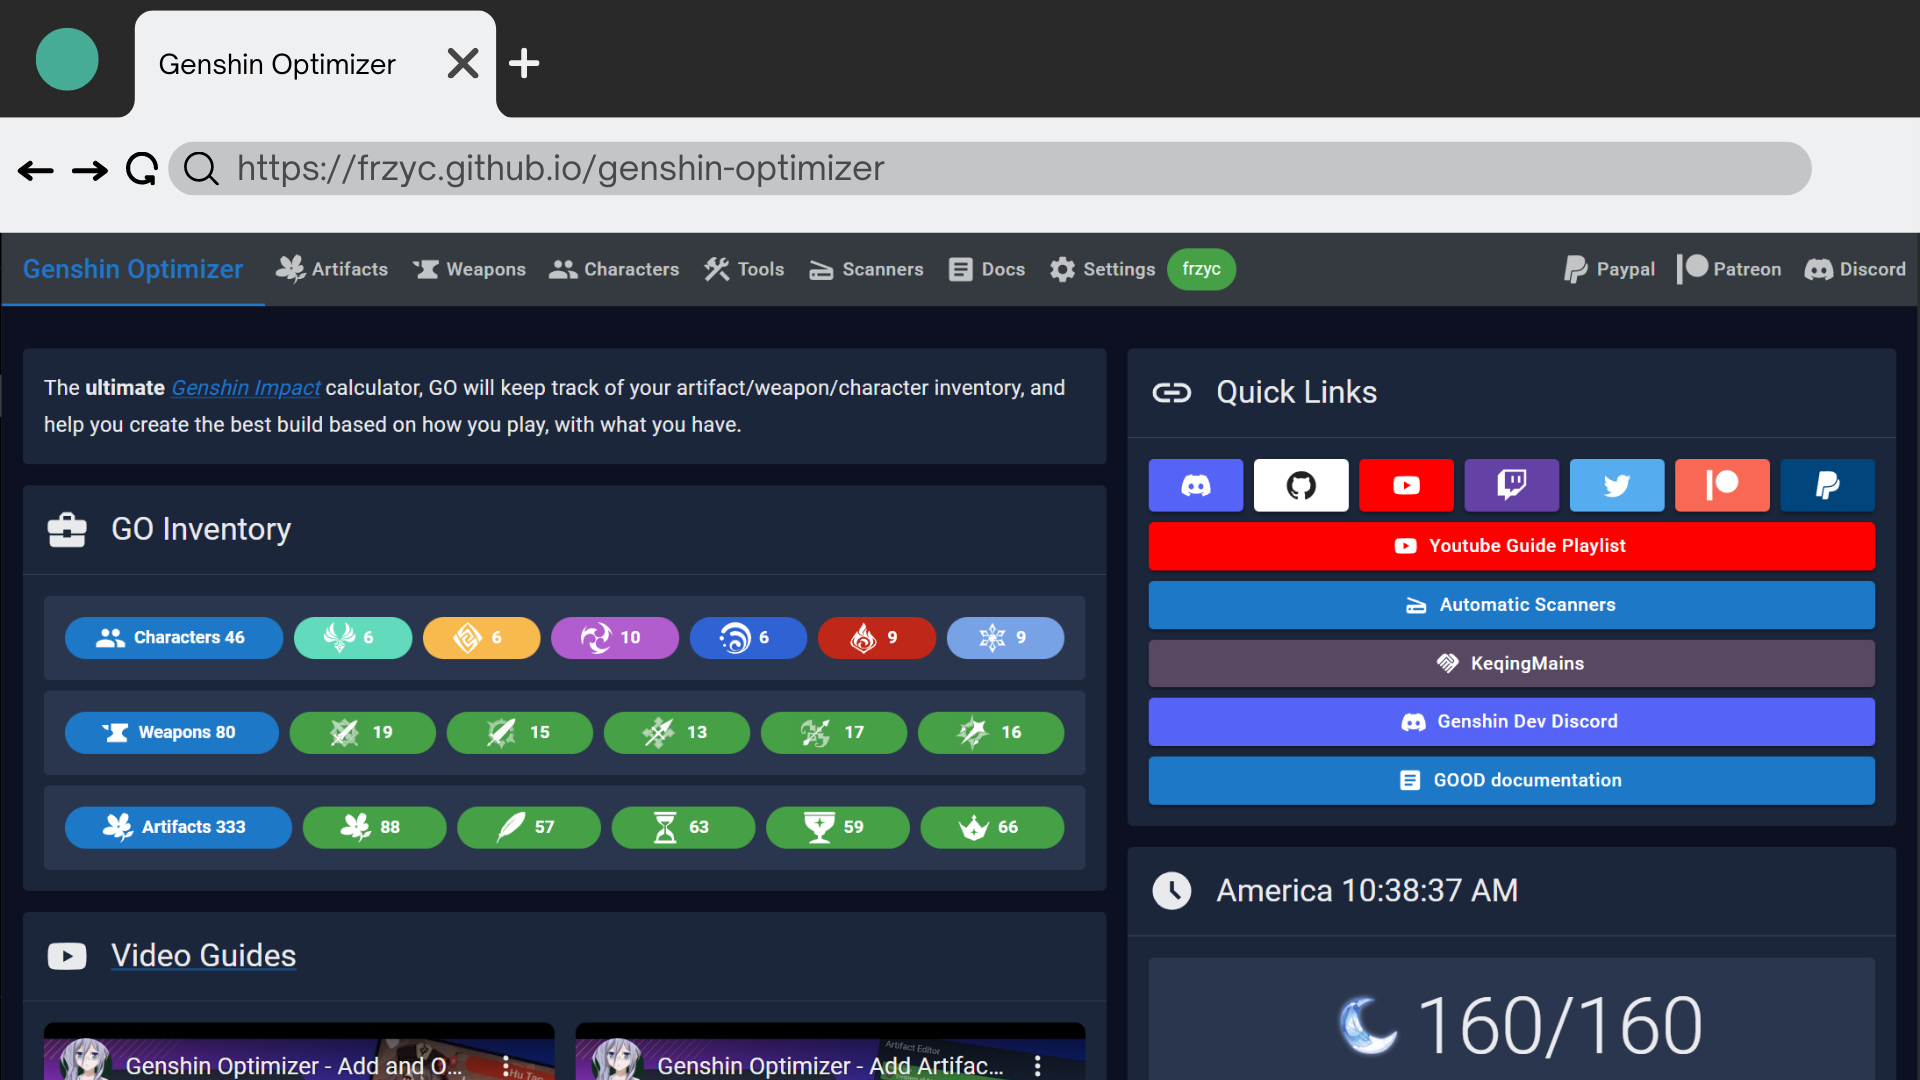 Genshin Optimizer
https://frzyc.github.io/genshin-optimizer
Genshin Optimizer Artifacts Weapons Characters Tools Scanners Docs Settings frzyc Paypal Patreon Discord
The ultimate Genshin Impact calculator, GO will keep track of your artifact/weapon/character inventory, and
help you create the best build based on how you play, with what you have.
GO Inventory
Characters 46 6 6 10 6 9 9
Weapons 80 19 15 13 17 16
Artifacts 333 88 57 63 59 66
Video Guides
Genshin Optimizer - Add and O...
Hu Tao
Genshin Optimizer - Add Artifac...
Artifact Editor
Quick Links
Youtube Guide Playlist
Automatic Scanners
KeqingMains
Genshin Dev Discord
GOOD documentation
America 10:38:37 AM
160/160